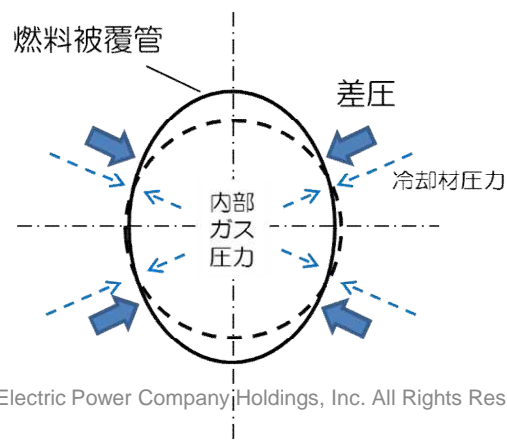 燃料被覆管
差圧
冷却材圧力
内部
ガス
圧力
Electric Power Company Holdings, Inc. All Rights Res